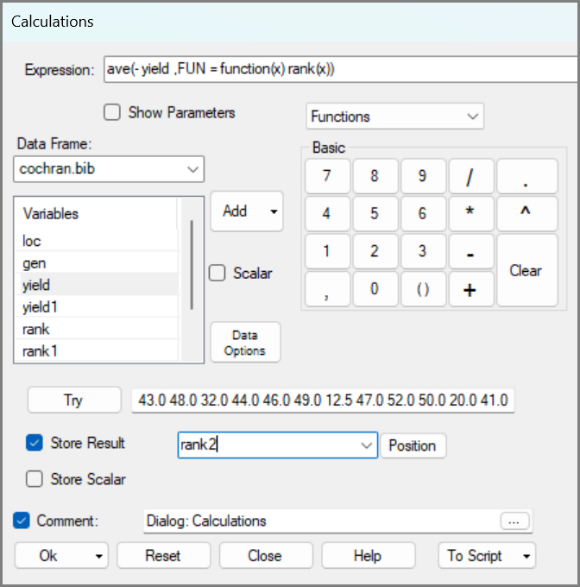 Calculations
Expression: ave(- yield ,FUN = function(x) rank(x))
Show Parameters
Functions
Data Frame:
cochran.bib
Basic
7 8 9 / .
4 5 6 * ^
1 2 3 - Clear
, 0 ( ) +
Variables
loc
gen
yield
yield1
rank
rank1
Add
Scalar
Data
Options
Try 43.0 48.0 32.0 44.0 46.0 49.0 12.5 47.0 52.0 50.0 20.0 41.0
Store Result rank2 Position
Store Scalar
Comment: Dialog: Calculations ...
Ok Reset Close Help To Script